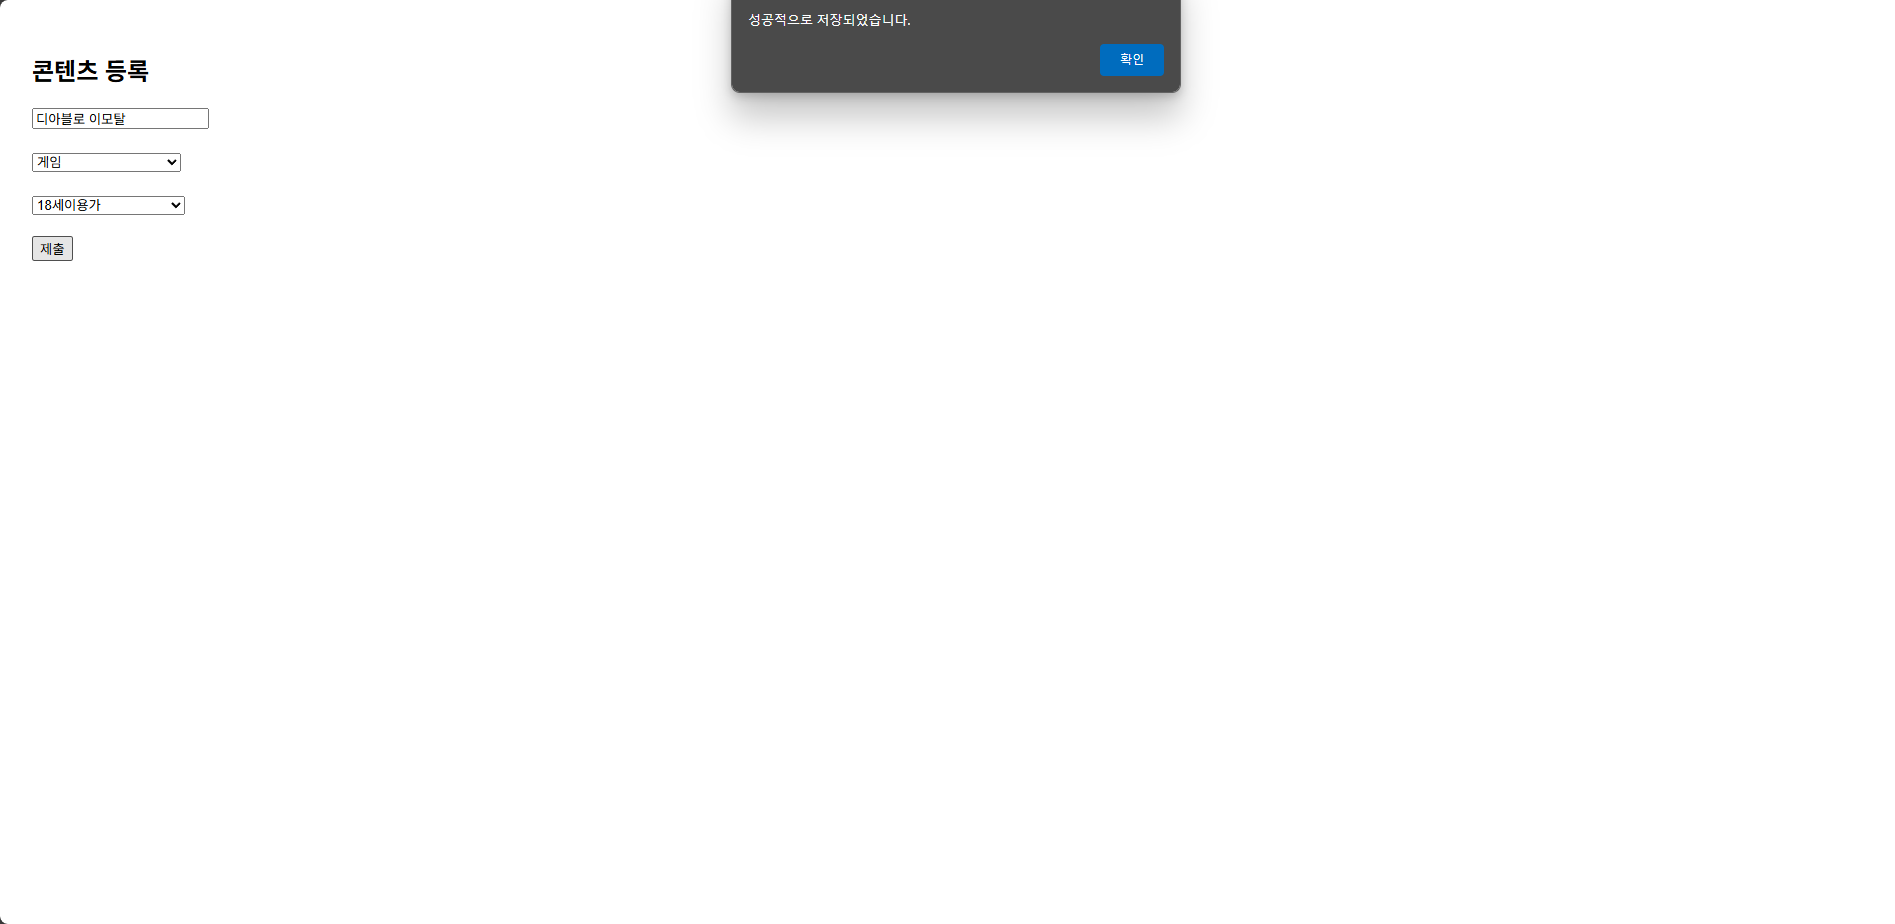 성공적으로 저장되었습니다.
확인
콘텐츠 등록
디아블로 이모탈
게임
18세이용가
제출